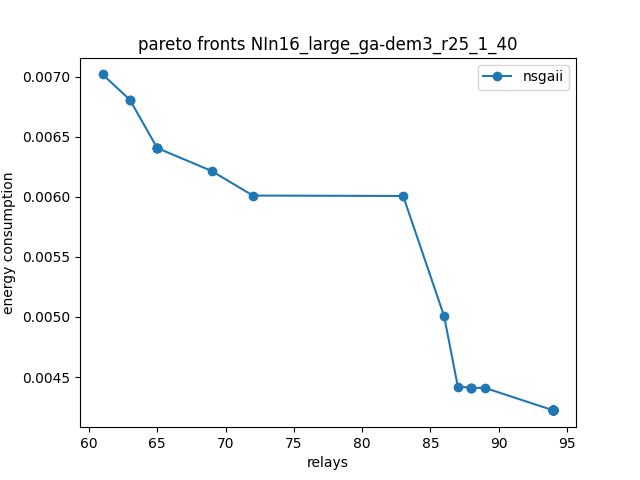 pareto fronts NIn16_large_ga-dem3_r25_1_40
nsgaii
0.0070
0.0065
0.0060
0.0055
0.0050
0.0045
energy consumption
60 65 70 75 80 85 90 95
relays